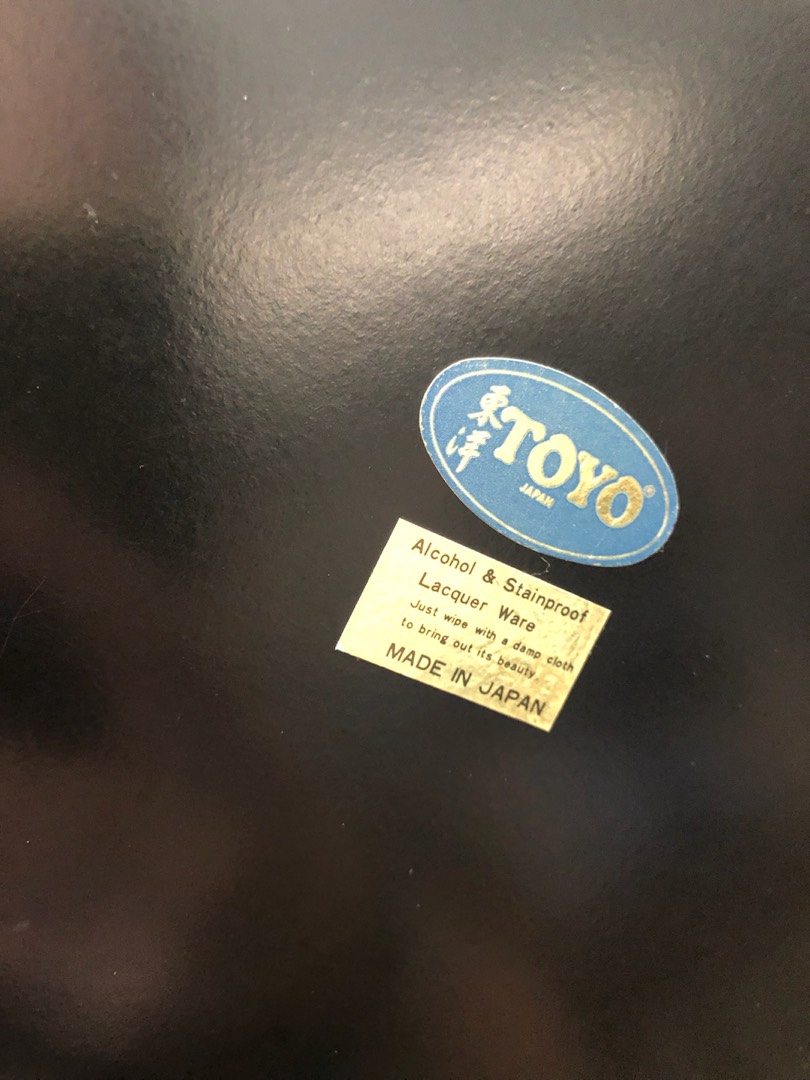 東洋
TOYO®
JAPAN
Alcohol & Stainproof
Lacquer Ware
Just wipe with a damp cloth
to bring out its beauty.
MADE IN JAPAN